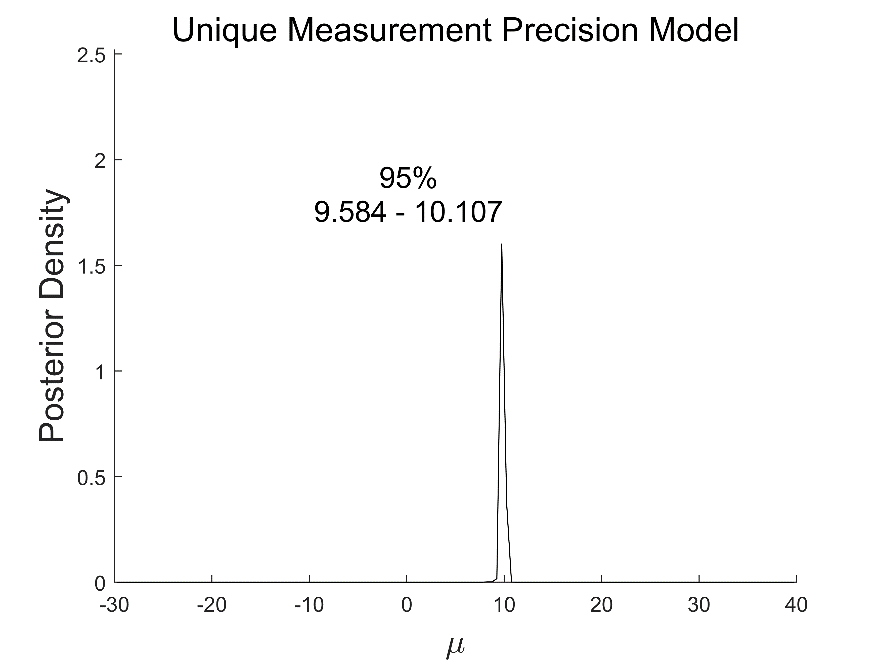 Unique Measurement Precision Model
2.5
2
1.5
1
0.5
0
Posterior Density
95%
9.584 - 10.107
-30 -20 -10 0 10 20 30 40
μ